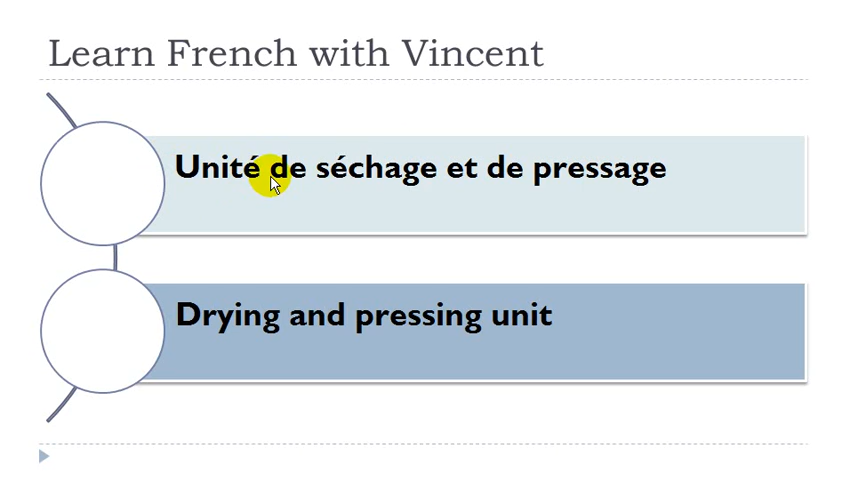 Learn French with Vincent
Unité de séchage et de pressage
Drying and pressing unit